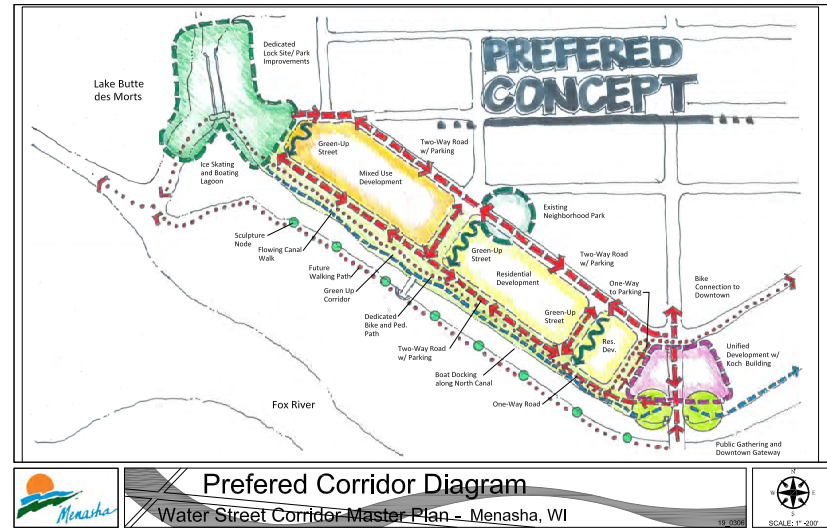 PREFERED
CONCEPT
Dedicated
Lock Site/ Park
Improvements
Lake Butte
des Morts
Green-Up
Street
Two-Way Road
w/ Parking
Mixed Use
Development
Ice Skating
and Boating
Lagoon
Existing
Neighborhood Park
Sculpture
Node
Flowing Canal
Walk
Green-Up
Street
Two-Way Road
w/ Parking
Future
Walking Path
Residential
Development
One-Way
to Parking
Bike
Connection to
Downtown
Green Up
Corridor
Dedicated
Bike and Ped.
Path
Green-Up
Street
Res.
Dev.
Unified
Development w/
Koch Building
Two-Way Road
w/ Parking
Boat Docking
along North Canal
One-Way Road
Fox River
Public Gathering and
Downtown Gateway
Menasha
Prefered Corridor Diagram
Water Street Corridor Master Plan - Menasha, WI
19_0306
N
W E
S
SCALE: 1" -200'